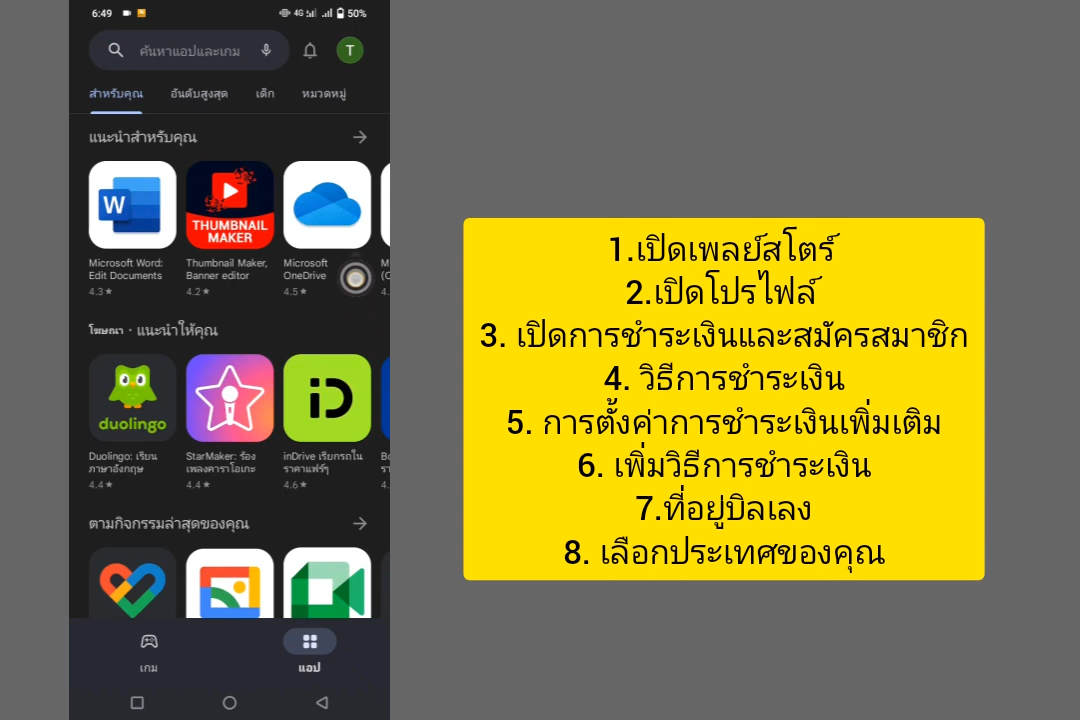 6:49
4G
50%
ค้นหาแอปและเกม
T
สำหรับคุณ
อันดับสูงสุด
เด็ก
หมวดหมู่
แนะนำสำหรับคุณ
W
THUMBNAIL
MAKER
Microsoft Word:
Edit Documents
4.3★
Thumbnail Maker,
Banner editor
4.2★
Microsoft
OneDrive
4.5★
โฆษณา · แนะนำให้คุณ
duolingo
iD
Duolingo: เรียน
ภาษาอังกฤษ
4.4★
StarMaker: ร้อง
เพลงคาราโอเกะ
4.4★
inDrive เรียกรถใน
ราคาแฟร์ๆ
4.6★
ตามกิจกรรมล่าสุดของคุณ
เกม
แอป
1.เปิดเพลย์สโตร์
2.เปิดโปรไฟล์
3. เปิดการชำระเงินและสมัครสมาชิก
4. วิธีการชำระเงิน
5. การตั้งค่าการชำระเงินเพิ่มเติม
6. เพิ่มวิธีการชำระเงิน
7.ที่อยู่บิลเลง
8. เลือกประเทศของคุณ